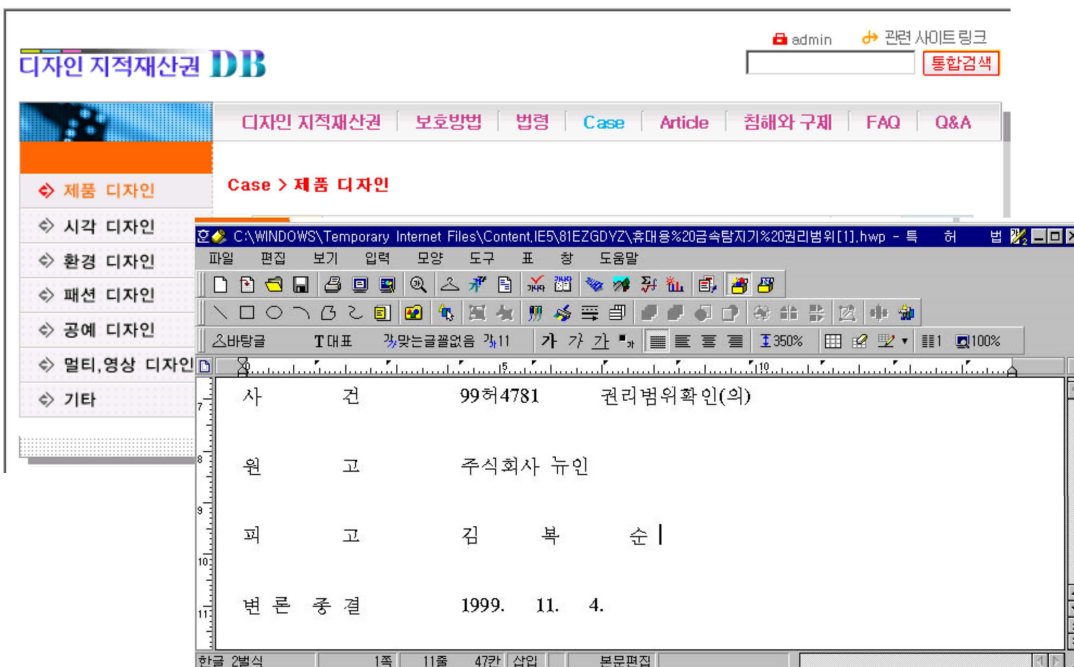 admin 관련 사이트 링크
디자인 지적재산권 DB
통합검색
디자인 지적재산권 보호방법 법령 Case Article 침해와 구제 FAQ Q&A
Case > 제품 디자인
제품 디자인
시각 디자인
환경 디자인
패션 디자인
공예 디자인
멀티,영상 디자인
기타
C:\WINDOWS\Temporary Internet Files\Content.IE5\81EZGDYZ\휴대용%20금속탐지기%20권리범위[1].hwp - 특 허 법
파일 편집 보기 입력 모양 도구 표 창 도움말
바탕글 대표 맞는글꼴없음 11 가 가 가 350% 1 100%
5 10
사 건 99허4781 권리범위확인(의)
원 고 주식회사 뉴인
피 고 김 복 순
변 론 종 결 1999. 11. 4.
7
8
9
10
11
한글 2벌식 1쪽 11줄 47칸 삽입 본문편집